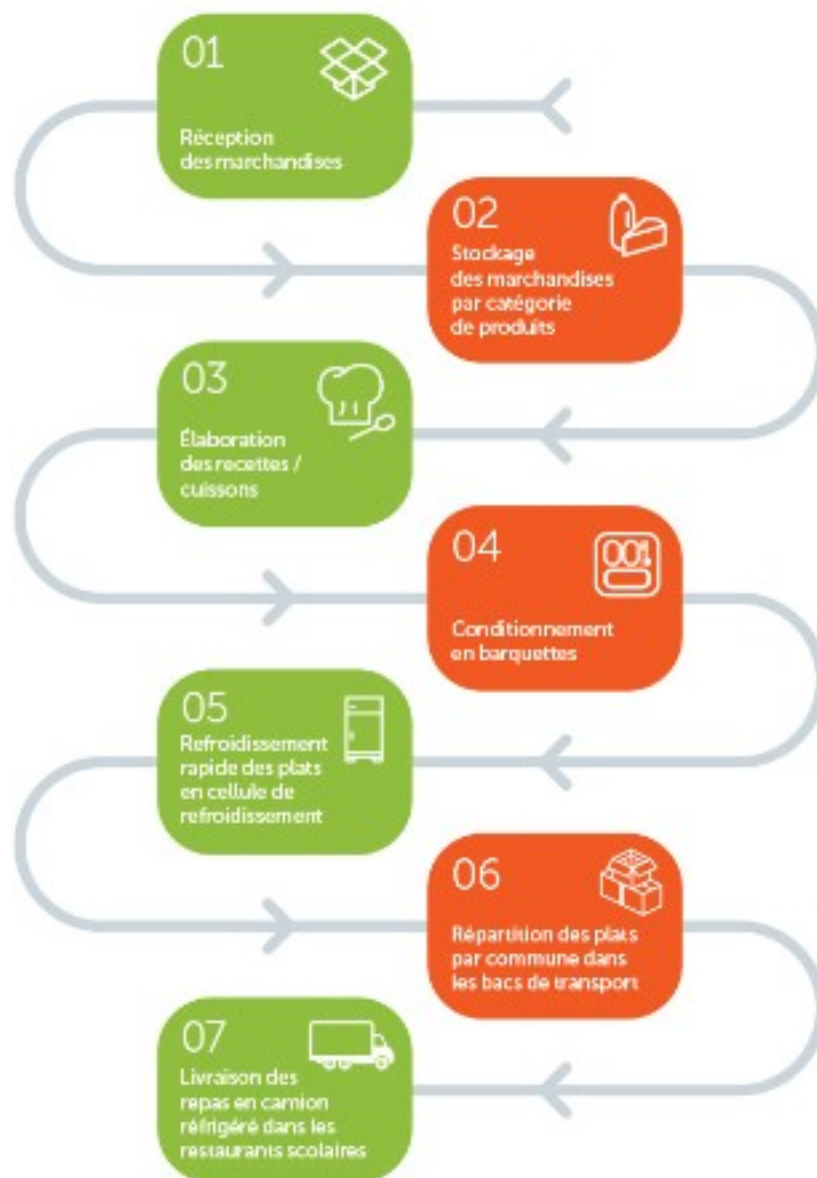 01
Réception
des marchandises
02
Stockage
des marchandises
par catégorie
de produits
03
Élaboration
des recettes /
cuissons
04
Conditionnement
en barquettes
05
Refroidissement
rapide des plats
en cellule de
refroidissement
06
Répartition des plats
par commune dans
les bacs de transport
07
Livraison des
repas en camion
réfrigéré dans les
restaurants scolaires